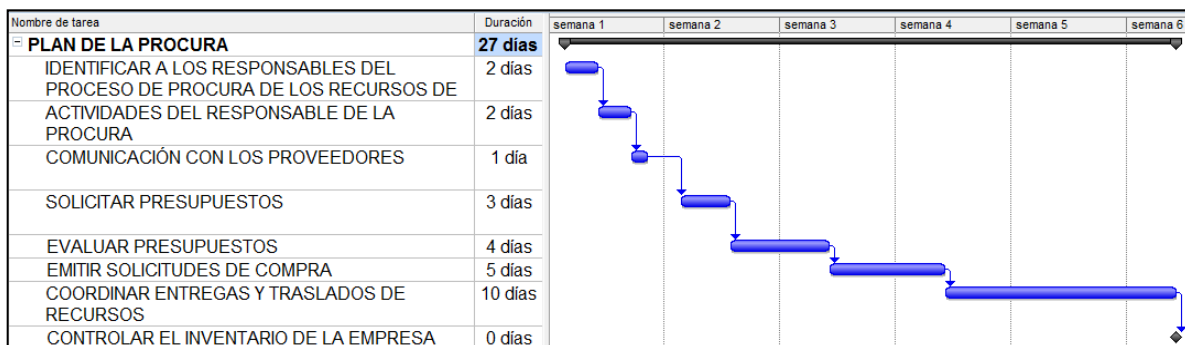 Nombre de tarea Duración semana 1 semana 2 semana 3 semana 4 semana 5 semana 6
PLAN DE LA PROCURA 27 días
IDENTIFICAR A LOS RESPONSABLES DEL 2 días
PROCESO DE PROCURA DE LOS RECURSOS DE
ACTIVIDADES DEL RESPONSABLE DE LA 2 días
PROCURA
COMUNICACIÓN CON LOS PROVEEDORES 1 día
SOLICITAR PRESUPUESTOS 3 días
EVALUAR PRESUPUESTOS 4 días
EMITIR SOLICITUDES DE COMPRA 5 días
COORDINAR ENTREGAS Y TRASLADOS DE 10 días
RECURSOS
CONTROLAR EL INVENTARIO DE LA EMPRESA 0 días